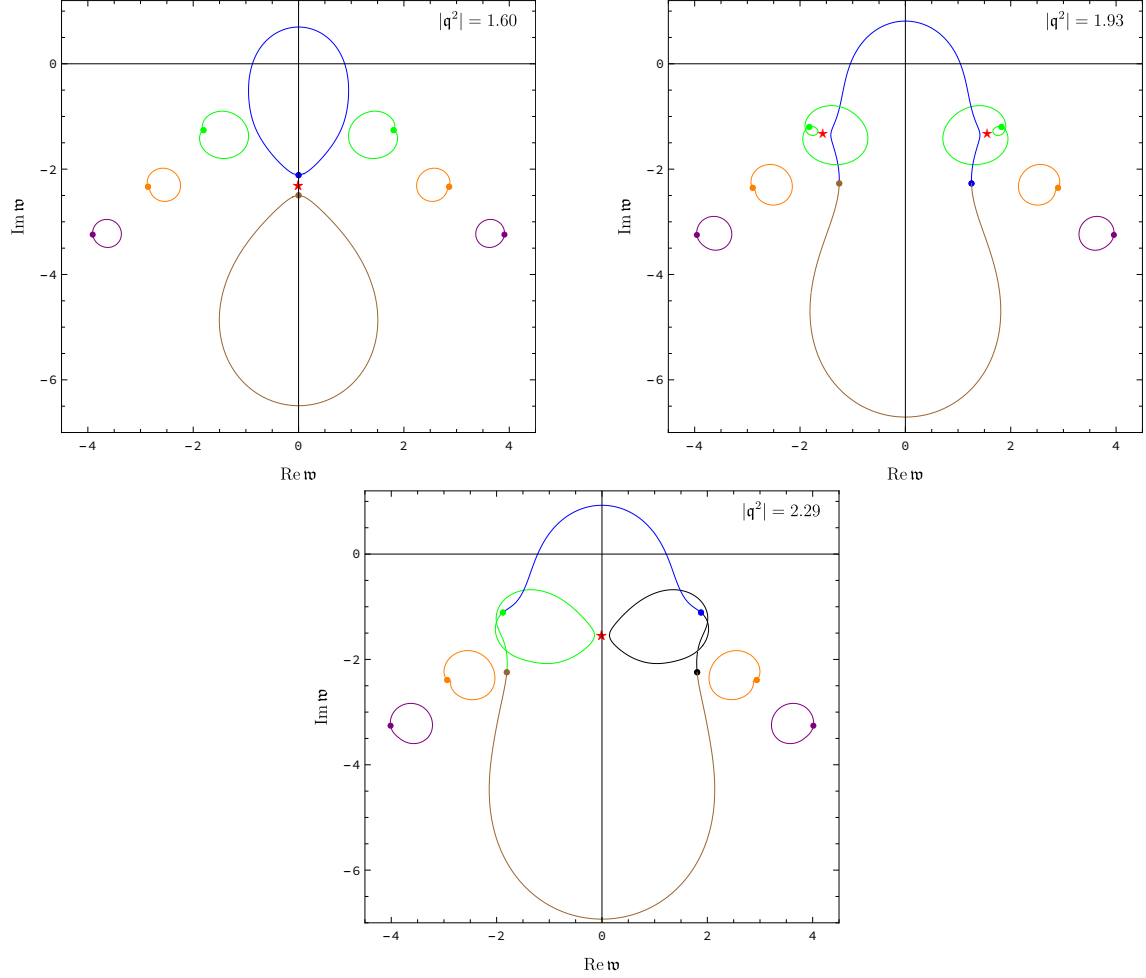 |𝔮²| = 1.60
0
−2
−4
−6
Im 𝔴
−4 −2 0 2 4
Re 𝔴
|𝔮²| = 1.93
0
−2
−4
−6
Im 𝔴
−4 −2 0 2 4
Re 𝔴
|𝔮²| = 2.29
0
−2
−4
−6
Im 𝔴
−4 −2 0 2 4
Re 𝔴